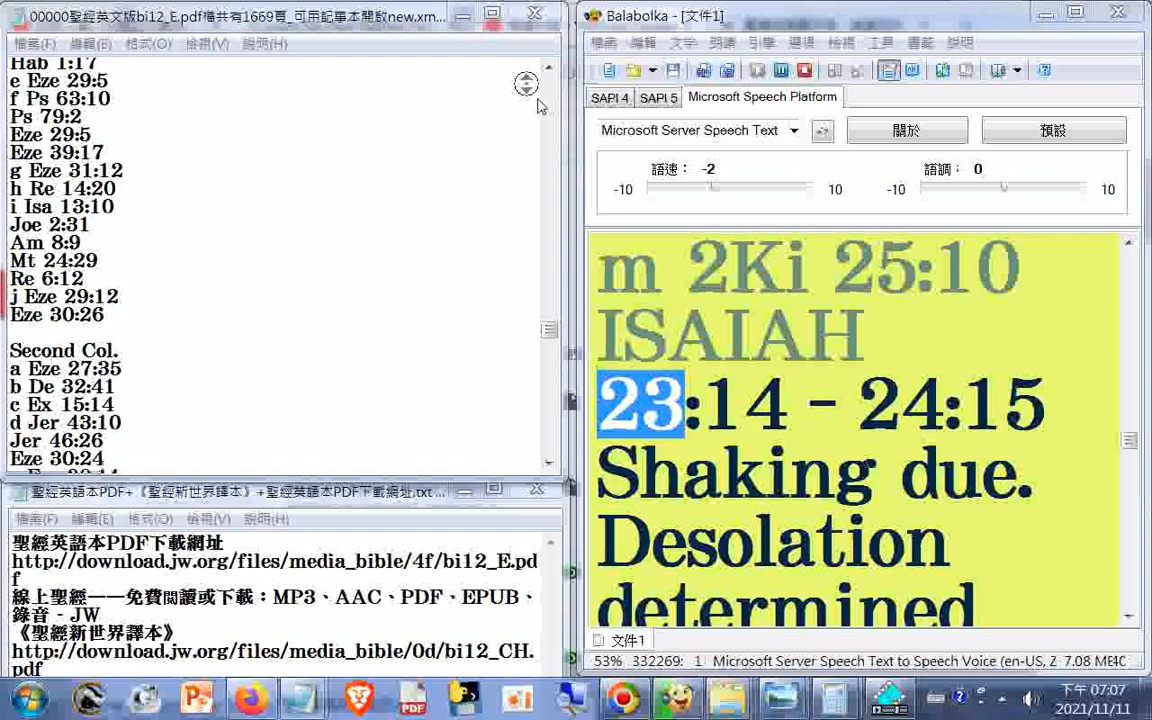 00000聖經英文版bi12_E.pdf檔共有1669頁_可用記事本開啟new.xm...
檔案(F) 編輯(E) 格式(O) 檢視(V) 說明(H)
Hab 1:17
e Eze 29:5
f Ps 63:10
Ps 79:2
Eze 29:5
Eze 39:17
g Eze 31:12
h Re 14:20
i Isa 13:10
Joe 2:31
Am 8:9
Mt 24:29
Re 6:12
j Eze 29:12
Eze 30:26
Second Col.
a Eze 27:35
b De 32:41
c Ex 15:14
d Jer 43:10
Jer 46:26
Eze 30:24
聖經英語本PDF+《聖經新世界譯本》+聖經英語本PDF下載網址.txt ...
檔案(F) 編輯(E) 格式(O) 檢視(V) 說明(H)
聖經英語本PDF下載網址
http://download.jw.org/files/media_bible/4f/bi12_E.pd
f
線上聖經——免費閱讀或下載：MP3、AAC、PDF、EPUB、
錄音 - JW
《聖經新世界譯本》
http://download.jw.org/files/media_bible/0d/bi12_CH.
pdf
Balabolka - [文件1]
檔案 編輯 文字 朗讀 引擎 選項 檢視 工具 書籤 說明
SAPI 4 SAPI 5 Microsoft Speech Platform
Microsoft Server Speech Text 關於 預設
語速： -2 語調： 0
-10 10 -10 10
m 2Ki 25:10
ISAIAH
23:14 - 24:15
Shaking due.
Desolation
determined
文件1
53% 332269: 1 Microsoft Server Speech Text to Speech Voice (en-US, Z 7.08 ME
下午 07:07
2021/11/11